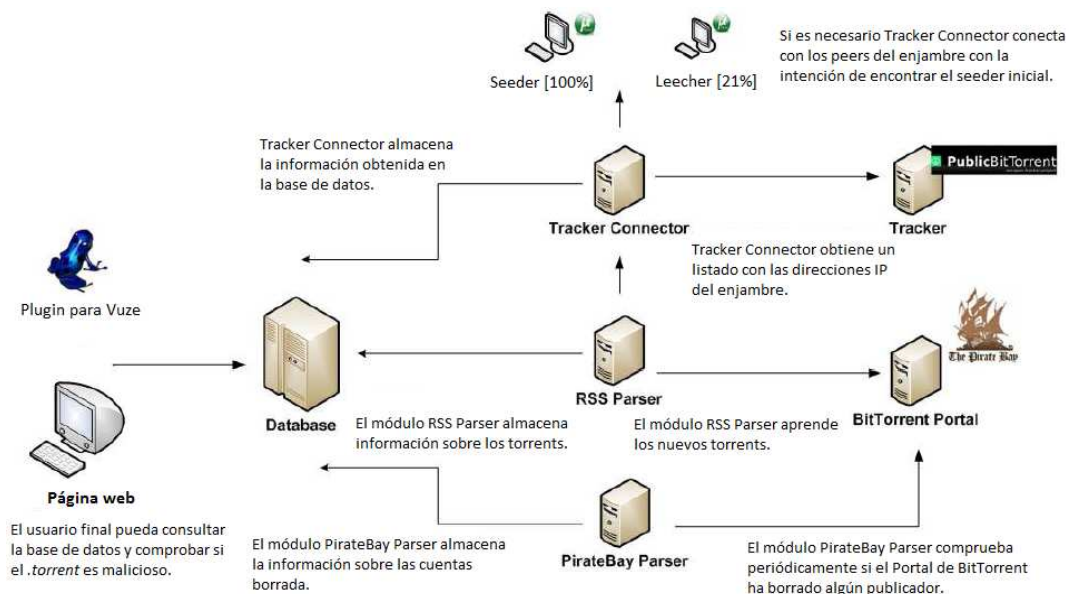 Seeder [100%]
Leecher [21%]
Si es necesario Tracker Connector conecta
con los peers del enjambre con la
intención de encontrar el seeder inicial.
Tracker Connector almacena
la información obtenida en
la base de datos.
PublicBitTorrent
Tracker Connector
Tracker
Tracker Connector obtiene un
listado con las direcciones IP
del enjambre.
Plugin para Vuze
The Pirate Bay
RSS Parser
BitTorrent Portal
Database
El módulo RSS Parser almacena
información sobre los torrents.
El módulo RSS Parser aprende
los nuevos torrents.
Página web
El usuario final pueda consultar
la base de datos y comprobar si
el .torrent es malicioso.
El módulo PirateBay Parser almacena
la información sobre las cuentas
borrada.
PirateBay Parser
El módulo PirateBay Parser comprueba
periódicamente si el Portal de BitTorrent
ha borrado algún publicador.